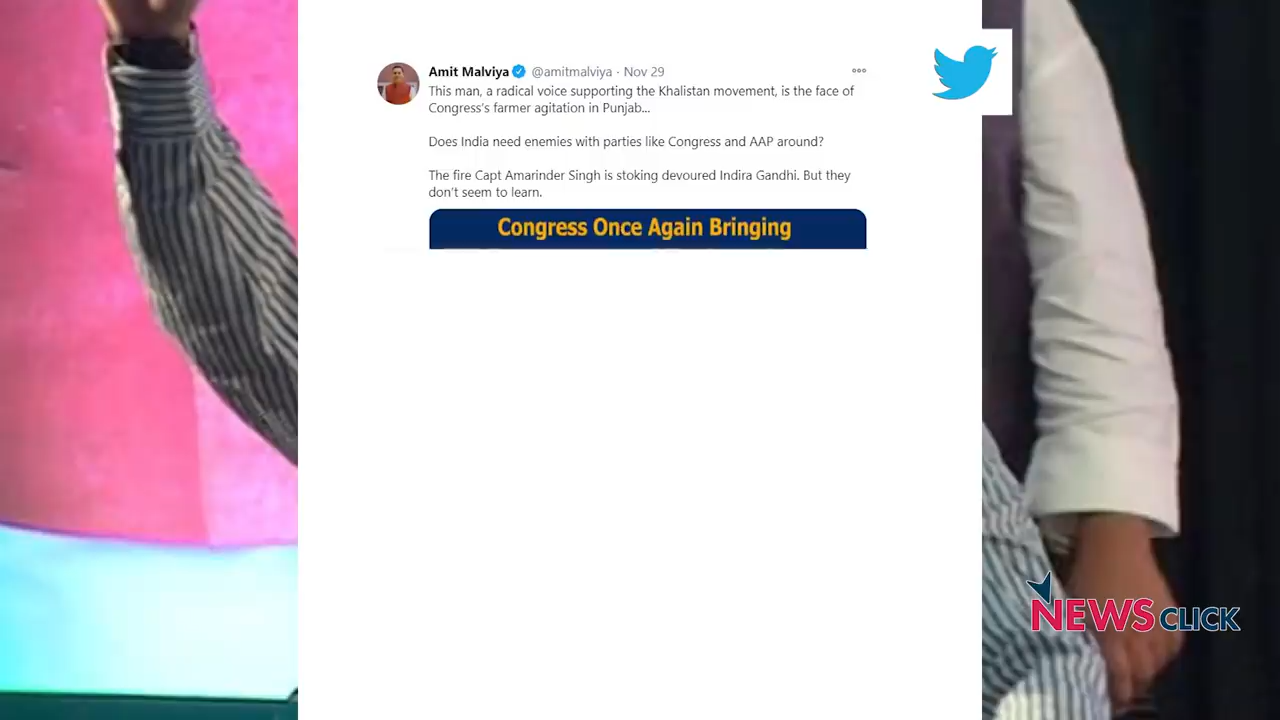 Amit Malviya @amitmalviya · Nov 29
This man, a radical voice supporting the Khalistan movement, is the face of
Congress's farmer agitation in Punjab...
Does India need enemies with parties like Congress and AAP around?
The fire Capt Amarinder Singh is stoking devoured Indira Gandhi. But they
don't seem to learn.
Congress Once Again Bringing
NEWSCLICK